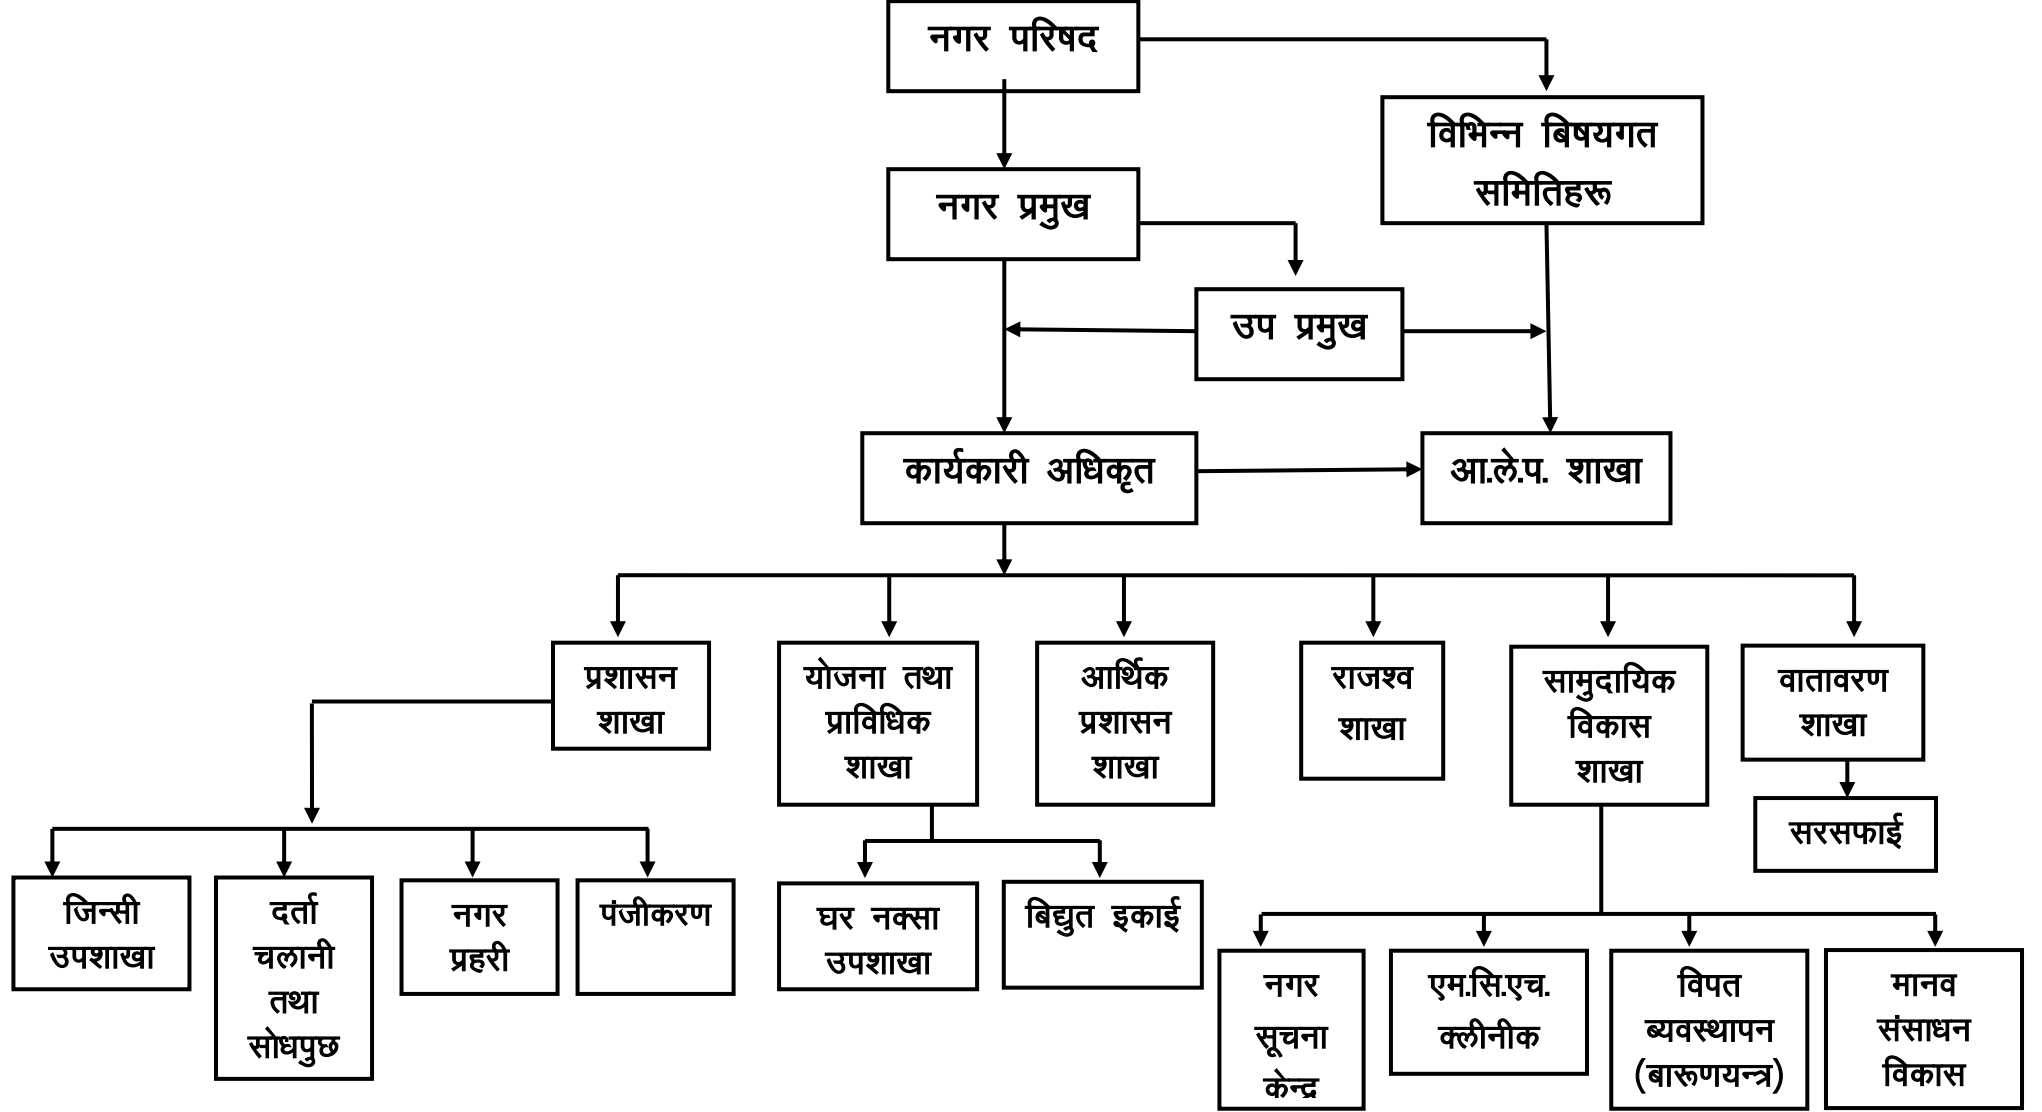 नगर परिषद
विभिन्न बिषयगत
समितिहरू
नगर प्रमुख
उप प्रमुख
कार्यकारी अधिकृत
आ.ले.प. शाखा
प्रशासन
शाखा
योजना तथा
प्राविधिक
शाखा
आर्थिक
प्रशासन
शाखा
राजश्व
शाखा
सामुदायिक
विकास
शाखा
वातावरण
शाखा
सरसफाई
जिन्सी
उपशाखा
दर्ता
चलानी
तथा
सोधपुछ
नगर
प्रहरी
पंजीकरण
घर नक्सा
उपशाखा
बिद्युत इकाई
नगर
सूचना
केन्द्र
एम.सि.एच.
क्लीनीक
विपत
ब्यवस्थापन
(बारूणयन्त्र)
मानव
संसाधन
विकास